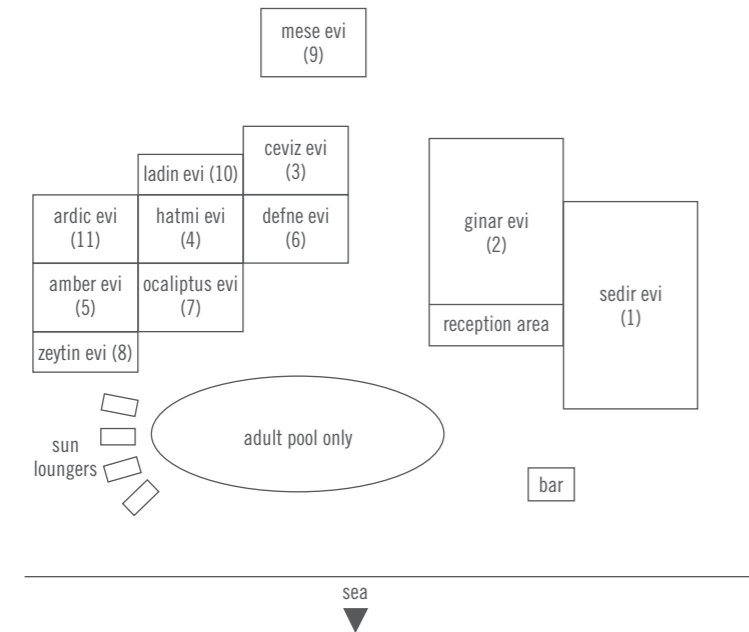 mese evi
(9)
ceviz evi
(3)
ladin evi (10)
ardic evi
(11)
hatmi evi
(4)
defne evi
(6)
ginar evi
(2)
sedir evi
(1)
amber evi
(5)
ocaliptus evi
(7)
reception area
zeytin evi (8)
sun
loungers
adult pool only
bar
sea